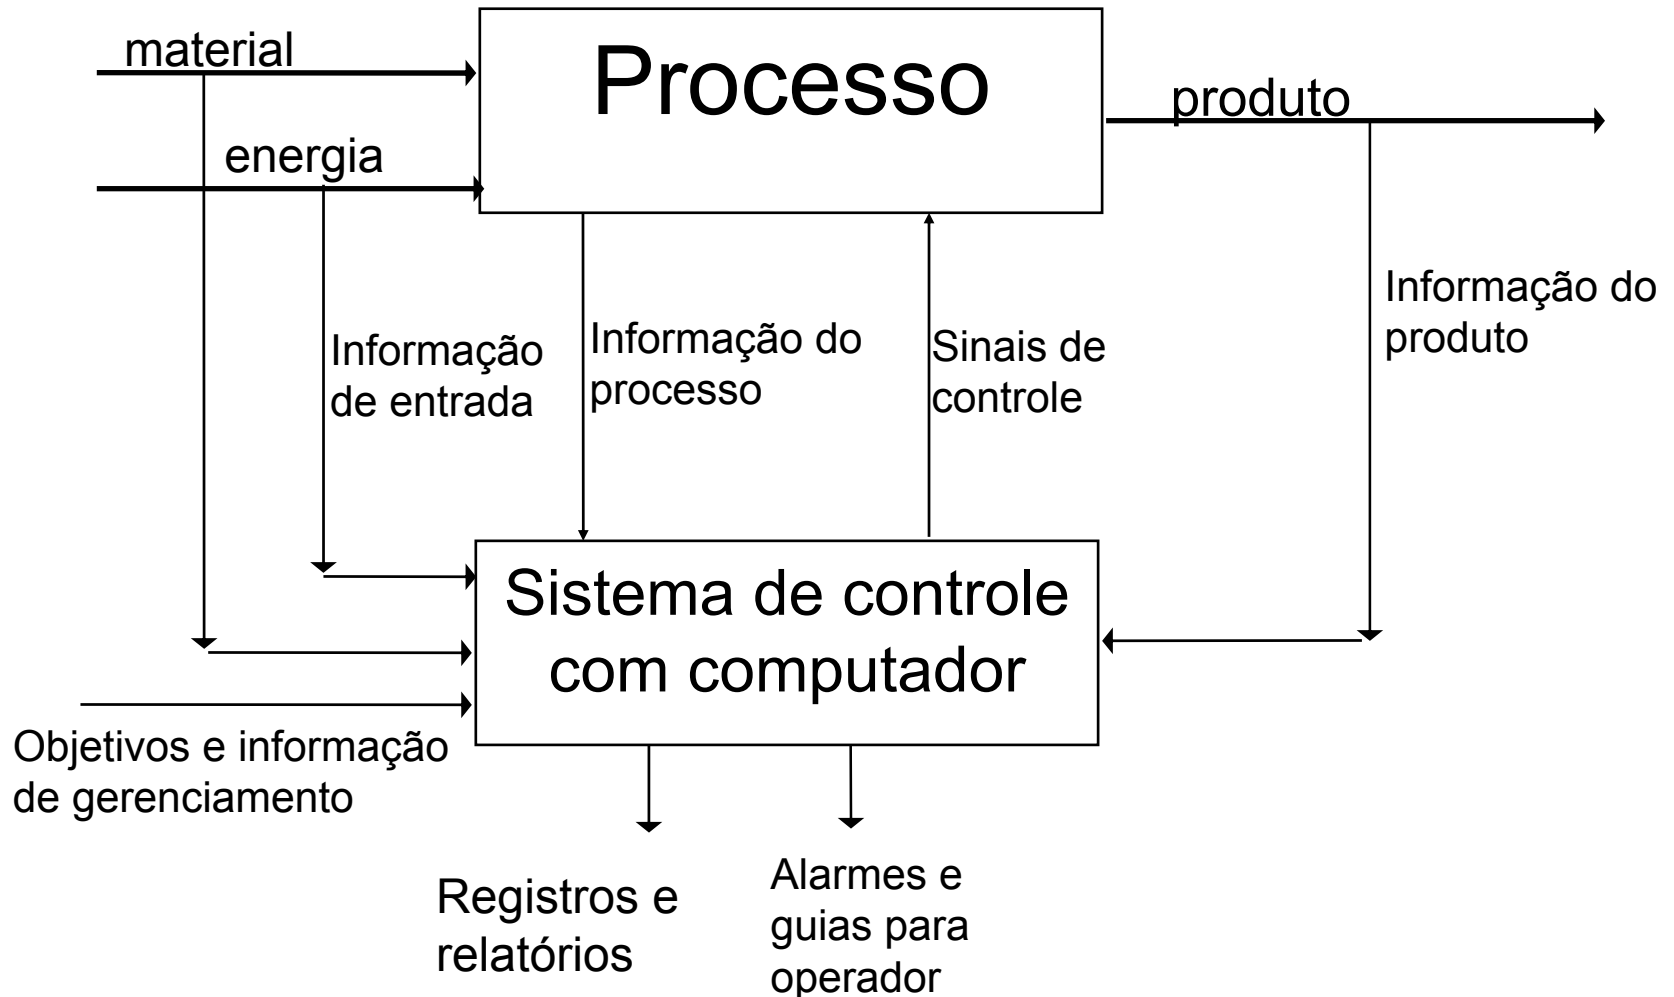 material
Processo
produto
energia
Informação
de entrada
Informação do
processo
Sinais de
controle
Informação do
produto
Sistema de controle
com computador
Objetivos e informação
de gerenciamento
Registros e
relatórios
Alarmes e
guias para
operador